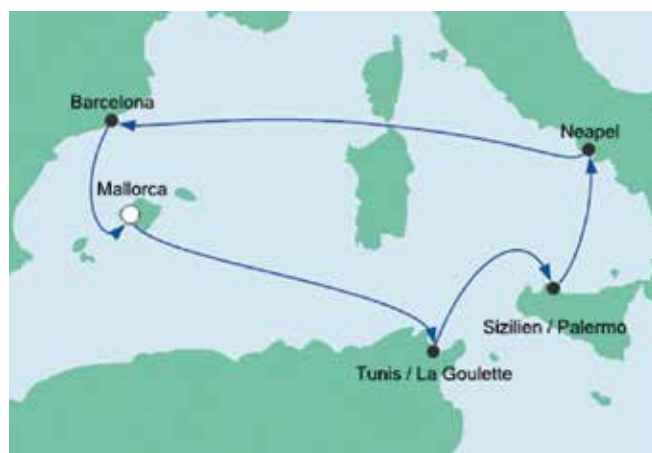 Barcelona
Neapel
Mallorca
Sizilien / Palermo
Tunis / La Goulette